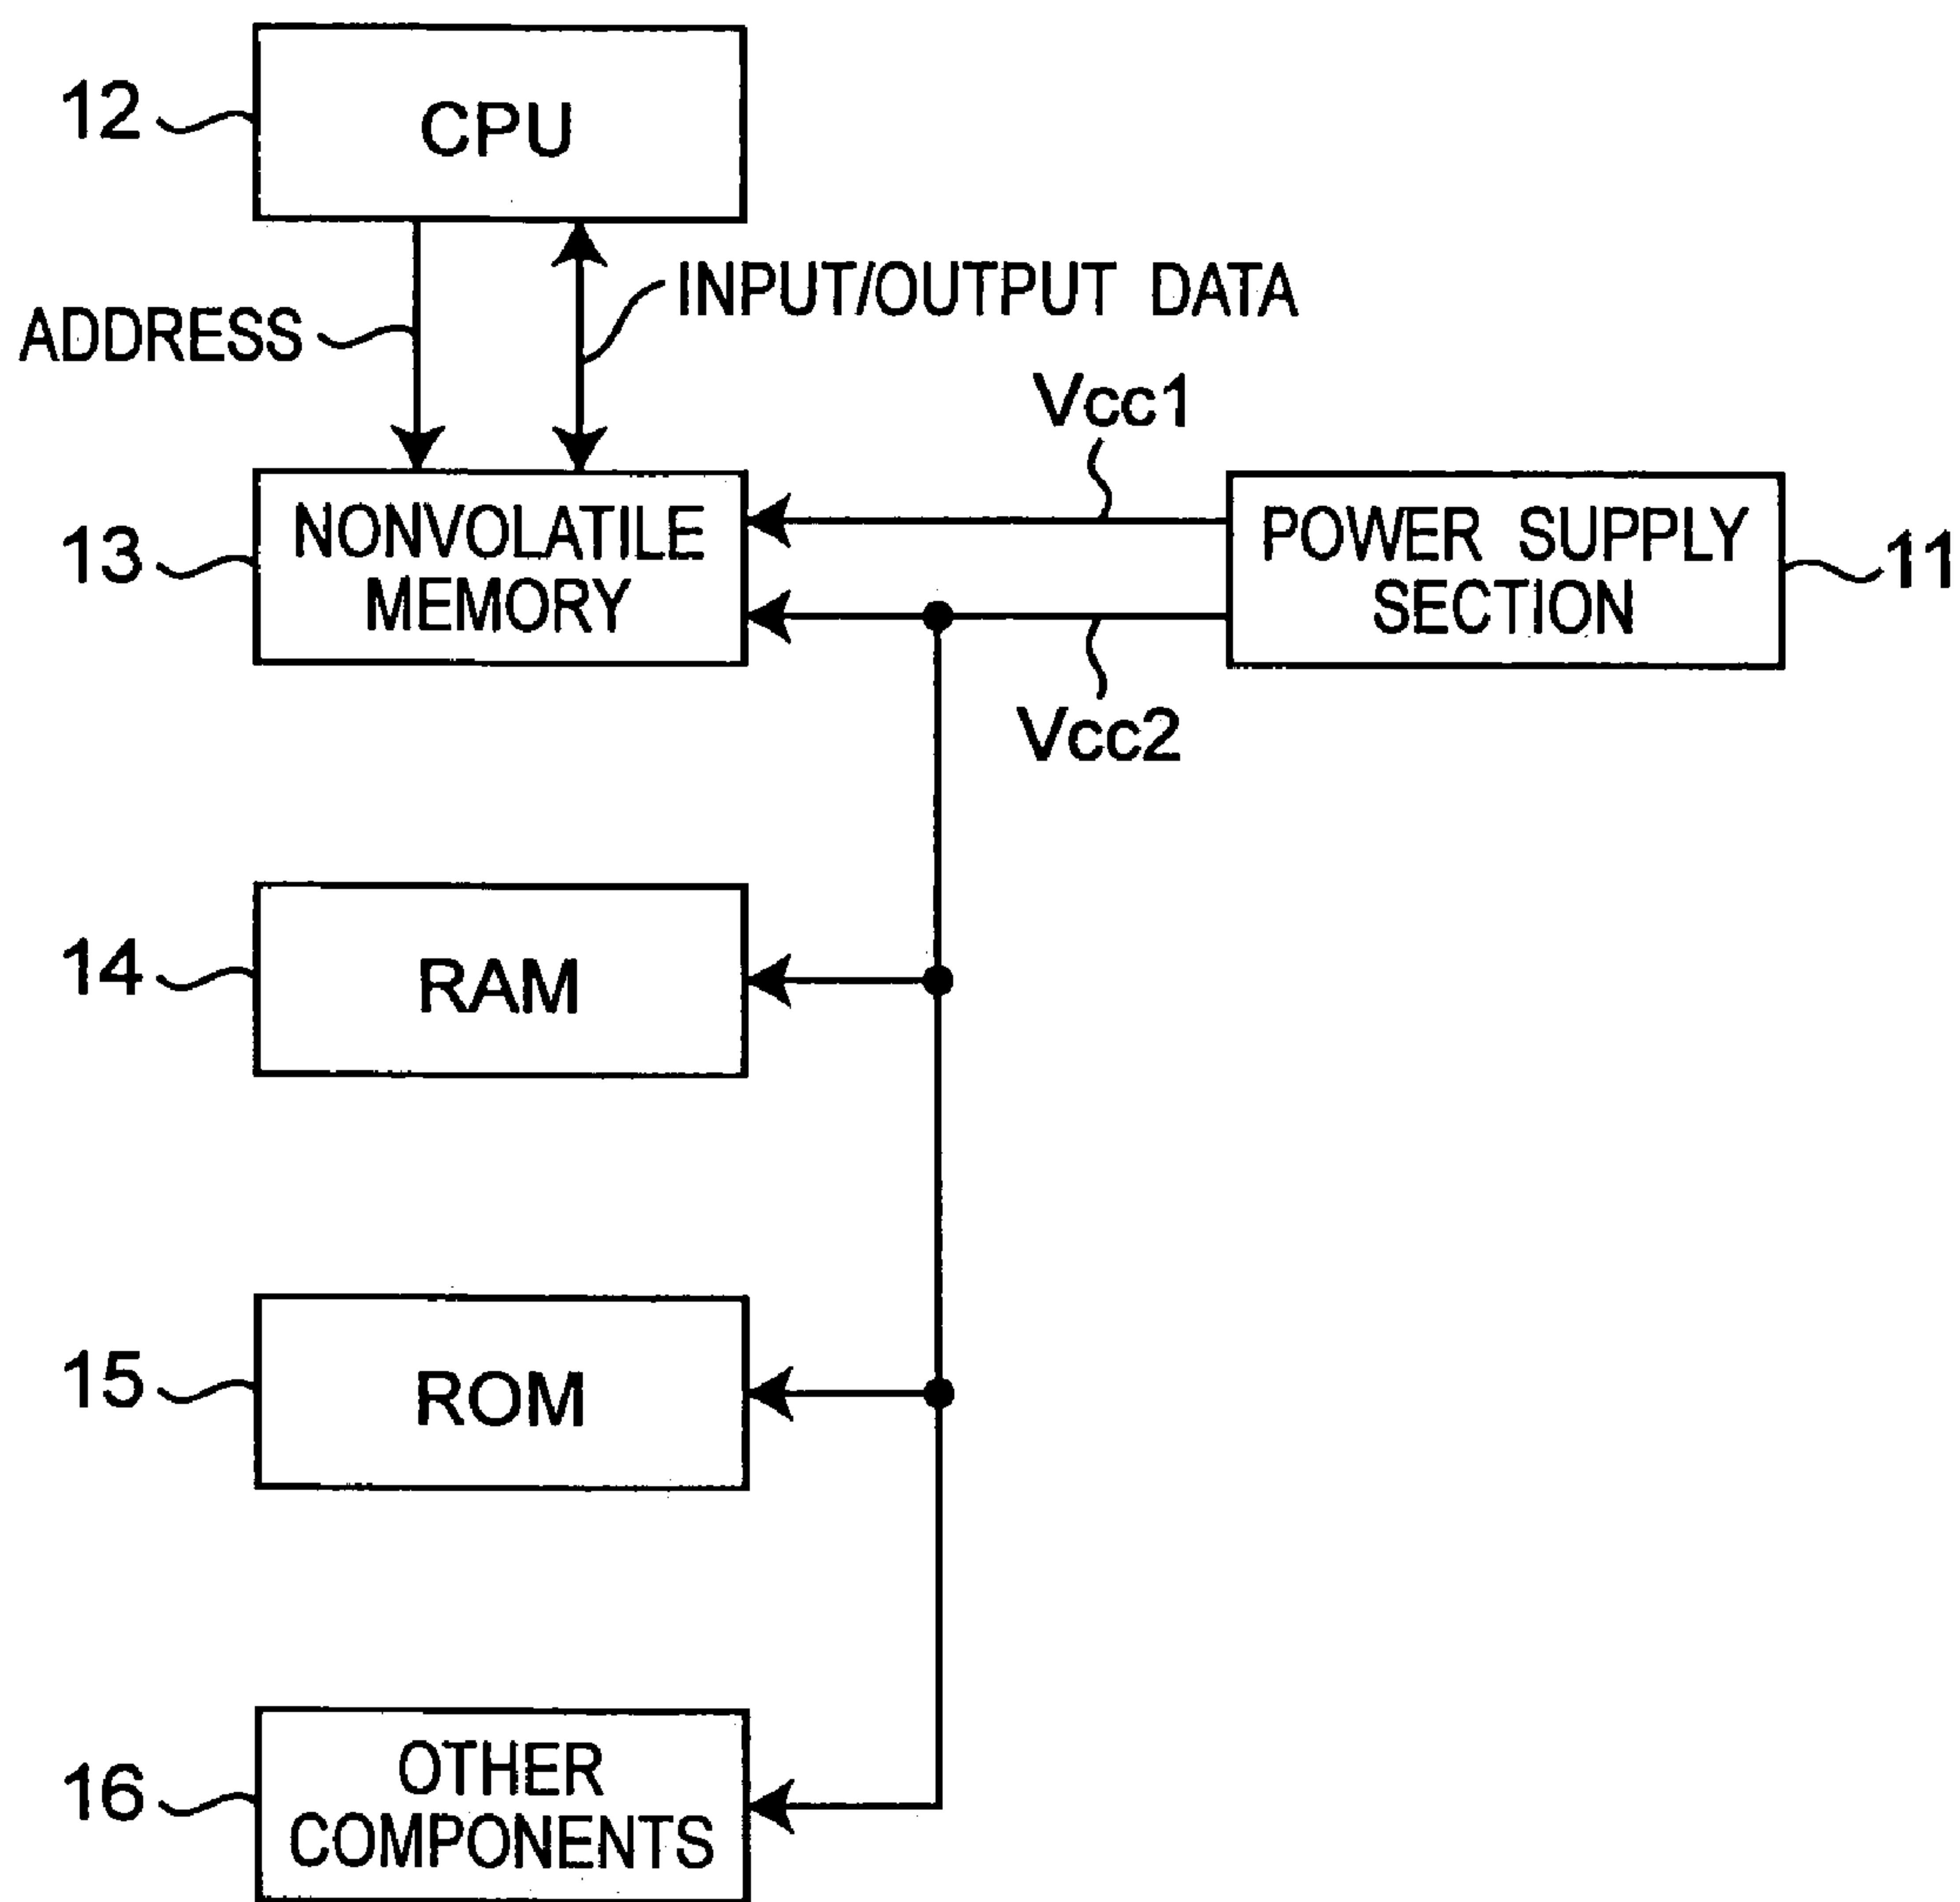 12
CPU
ADDRESS
INPUT/OUTPUT DATA
Vcc1
13
NONVOLATILE
MEMORY
POWER SUPPLY
SECTION
11
Vcc2
14
RAM
15
ROM
16
OTHER
COMPONENTS